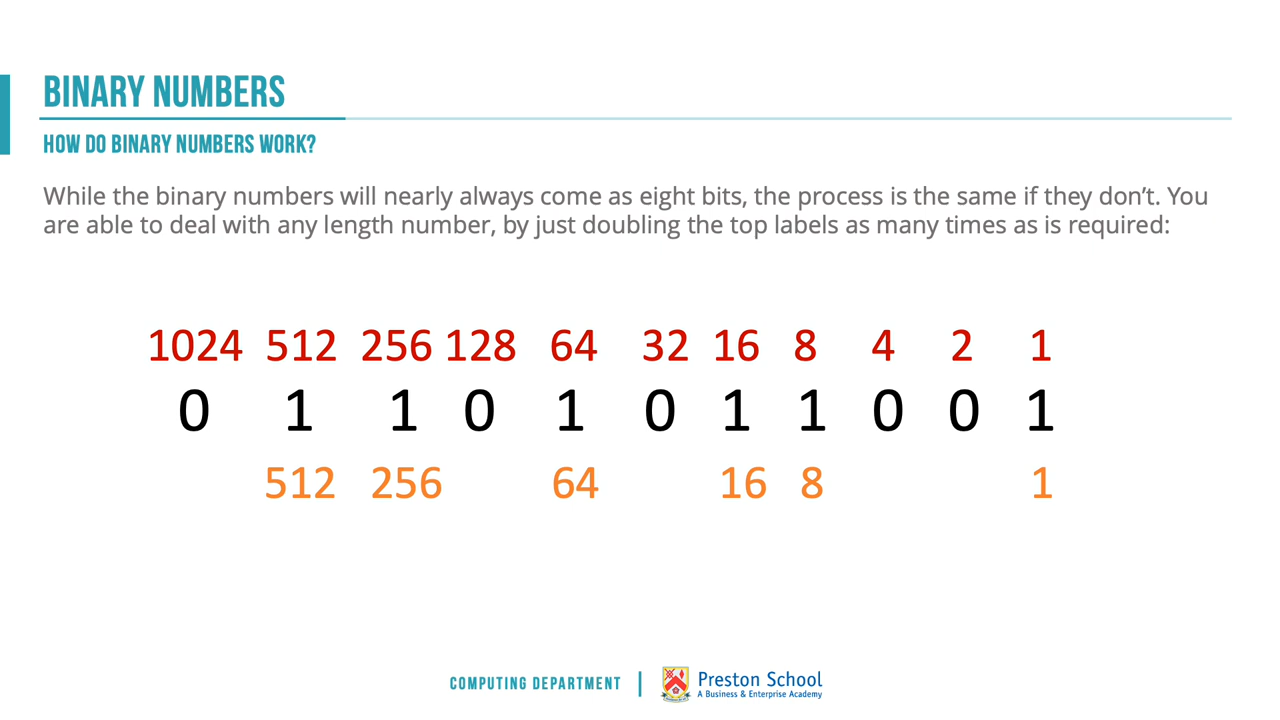 BINARY NUMBERS
HOW DO BINARY NUMBERS WORK?
While the binary numbers will nearly always come as eight bits, the process is the same if they don’t. You
are able to deal with any length number, by just doubling the top labels as many times as is required:
1024 512 256 128 64 32 16 8 4 2 1
0 1 1 0 1 0 1 1 0 0 1
512 256 64 16 8 1
COMPUTING DEPARTMENT
Preston School
A Business & Enterprise Academy